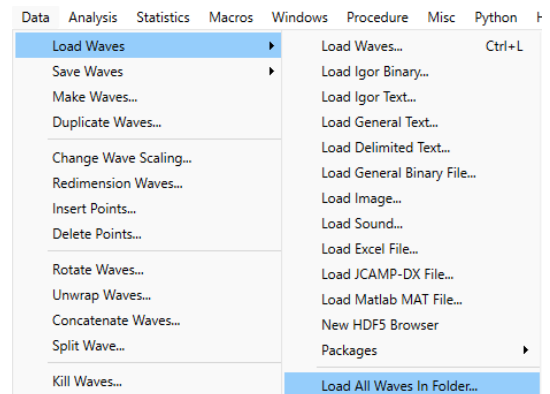 Data Analysis Statistics Macros Windows Procedure Misc Python
Load Waves
Save Waves
Make Waves...
Duplicate Waves...
Change Wave Scaling...
Redimension Waves...
Insert Points...
Delete Points...
Rotate Waves...
Unwrap Waves...
Concatenate Waves...
Split Wave...
Kill Waves...
Load Waves... Ctrl+L
Load Igor Binary...
Load Igor Text...
Load General Text...
Load Delimited Text...
Load General Binary File...
Load Image...
Load Sound...
Load Excel File...
Load JCAMP-DX File...
Load Matlab MAT File...
New HDF5 Browser
Packages
Load All Waves In Folder...